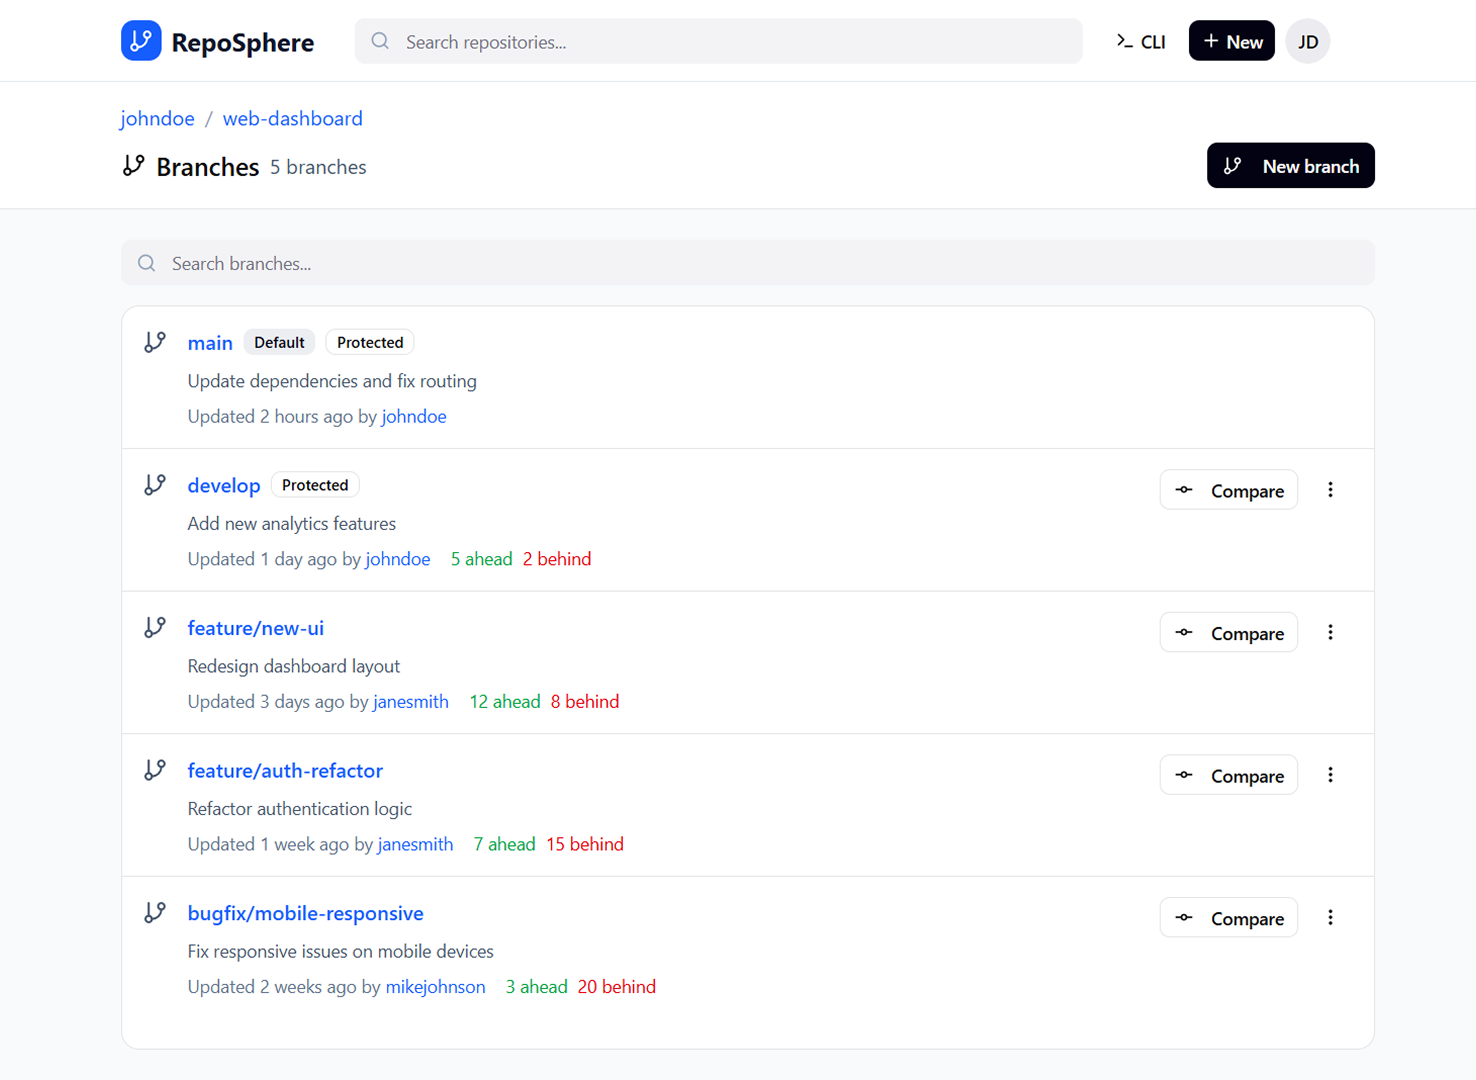 RepoSphere
Search repositories...
CLI
New
JD
johndoe / web-dashboard
Branches 5 branches
New branch
Search branches...
main Default Protected
Update dependencies and fix routing
Updated 2 hours ago by johndoe
develop Protected
Compare
Add new analytics features
Updated 1 day ago by johndoe 5 ahead 2 behind
feature/new-ui
Compare
Redesign dashboard layout
Updated 3 days ago by janesmith 12 ahead 8 behind
feature/auth-refactor
Compare
Refactor authentication logic
Updated 1 week ago by janesmith 7 ahead 15 behind
bugfix/mobile-responsive
Compare
Fix responsive issues on mobile devices
Updated 2 weeks ago by mikejohnson 3 ahead 20 behind